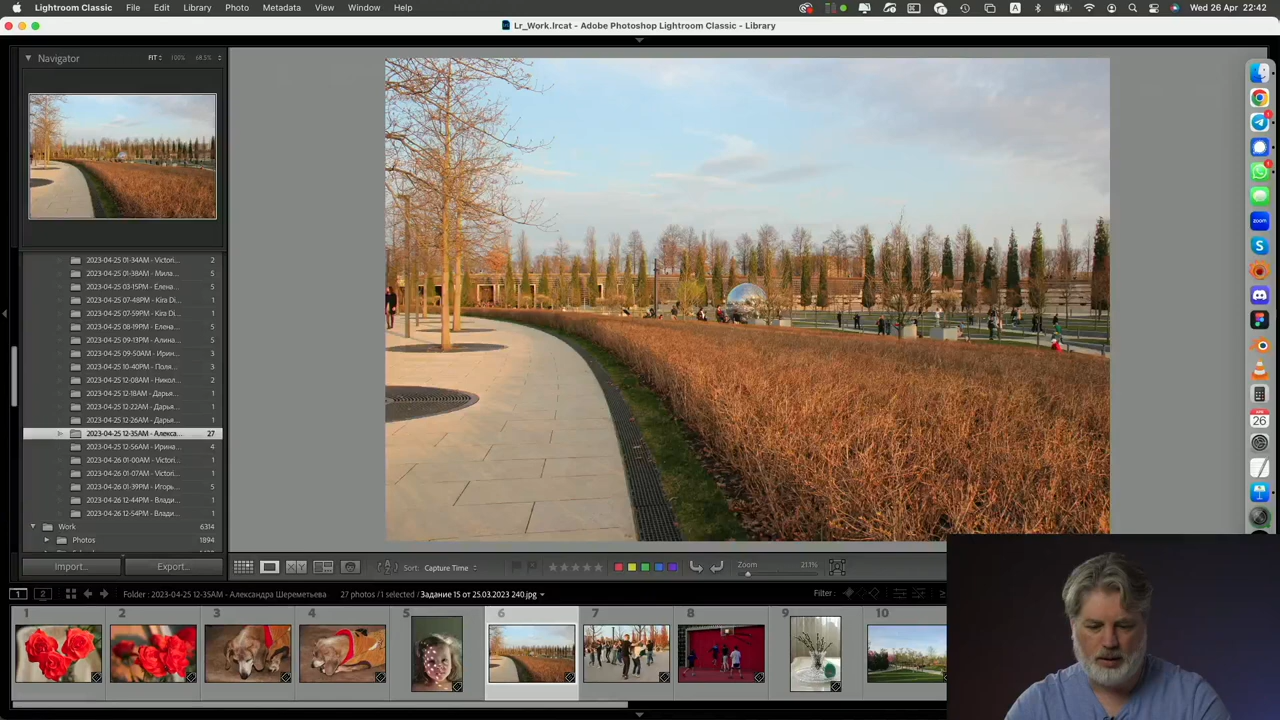 Lightroom Classic File Edit Library Photo Metadata View Window Help A Wed 26 Apr 22:42
Lr_Work.lrcat - Adobe Photoshop Lightroom Classic - Library
Navigator FIT 100% 68.5%
2023-04-25 01-34AM - Victori... 2
2023-04-25 01-38AM - Мила... 5
2023-04-25 03-15PM - Елена... 5
2023-04-25 07-48PM - Kira Di... 1
2023-04-25 07-59PM - Kira Di... 1
2023-04-25 08-19PM - Елена... 5
2023-04-25 09-13PM - Алина... 5
2023-04-25 09-50AM - Ирин... 3
2023-04-25 10-40PM - Поля... 3
2023-04-25 12-08AM - Никол... 2
2023-04-25 12-18AM - Дарья... 1
2023-04-25 12-22AM - Дарья... 1
2023-04-25 12-26AM - Дарья... 1
2023-04-25 12-35AM - Алекса... 27
2023-04-25 12-56AM - Ирина... 4
2023-04-26 01-00AM - Victori... 1
2023-04-26 01-07AM - Victori... 1
2023-04-26 01-39PM - Игорь... 5
2023-04-26 12-44PM - Влади... 1
2023-04-26 12-54PM - Влади... 1
Work 6314
Photos 1894
Import... Export...
Sort: Capture Time Zoom 21.1%
1 2 Folder : 2023-04-25 12-35AM - Александра Шереметьева 27 photos / 1 selected / Задание 15 от 25.03.2023 240.jpg Filter :
1 2 3 4 5 6 7 8 9 10
zoom
26